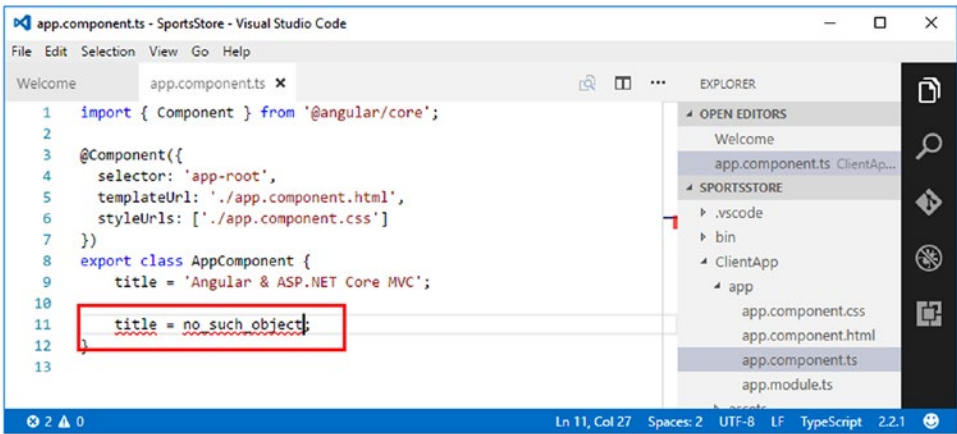 app.component.ts - SportsStore - Visual Studio Code
File Edit Selection View Go Help
Welcome app.component.ts
1 import { Component } from '@angular/core';
2
3 @Component({
4 selector: 'app-root',
5 templateUrl: './app.component.html',
6 styleUrls: ['./app.component.css']
7 })
8 export class AppComponent {
9 title = 'Angular & ASP.NET Core MVC';
10
11 title = no_such_object;
12 }
13
EXPLORER
OPEN EDITORS
Welcome
app.component.ts ClientAp...
SPORTSSTORE
.vscode
bin
ClientApp
app
app.component.css
app.component.html
app.component.ts
app.module.ts
assets
2 0 Ln 11, Col 27 Spaces: 2 UTF-8 LF TypeScript 2.2.1